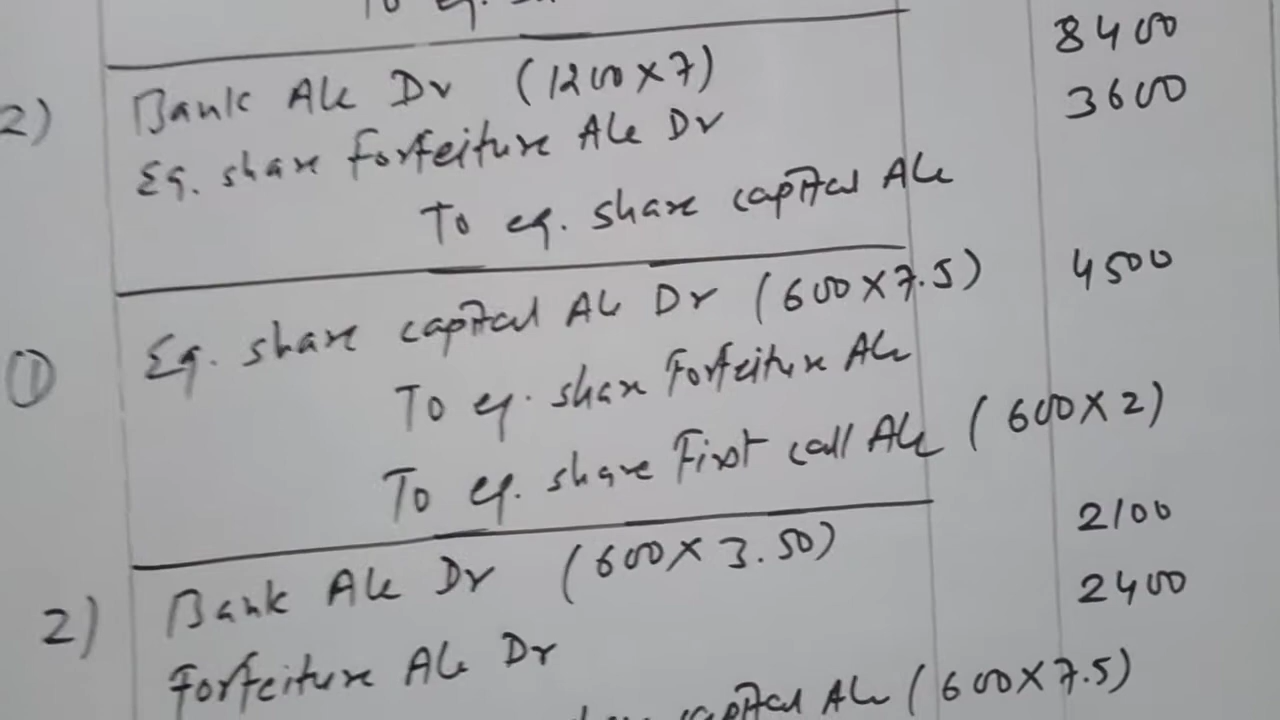 To eq.
8400
2) Bank A/c Dr (1200×7)
3600
Eq. share Forfeiture A/c Dr
To eq. share capital A/c
① Eq. share capital A/c Dr (600×7.5) 4500
To eq. share Forfeiture A/c
To eq. share First call A/c (600×2)
2) Bank A/c Dr (600×3.50) 2100
Forfeiture A/c Dr 2400
capital A/c (600×7.5)